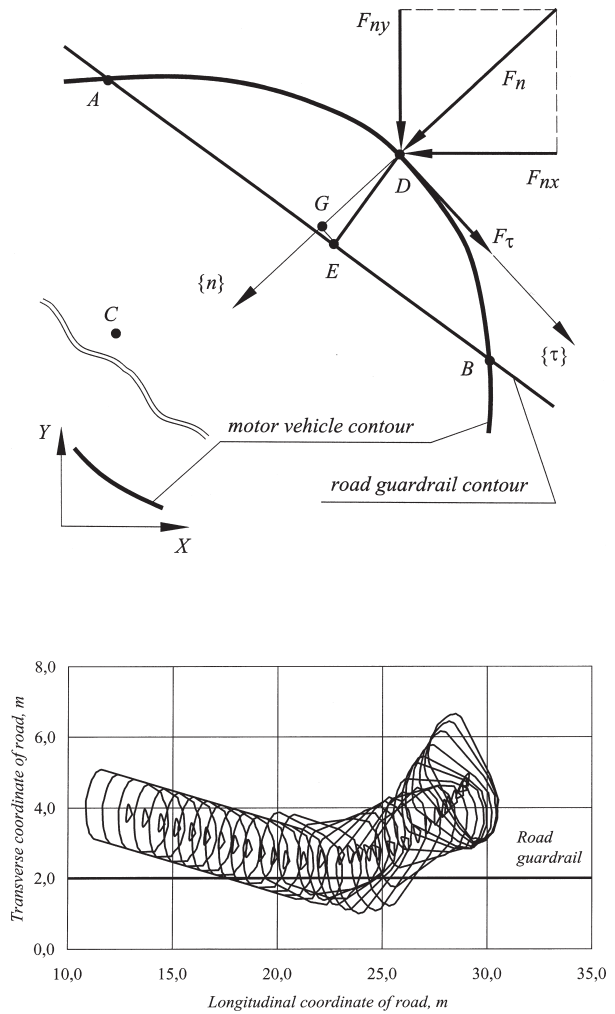 Fny
Fn
A
D
Fnx
G
Fτ
E
{n}
C
{τ}
B
motor vehicle contour
Y
road guardrail contour
X
8,0
6,0
4,0
2,0
0,0
Transverse coordinate of road, m
Road
guardrail
10,0 15,0 20,0 25,0 30,0 35,0
Longitudinal coordinate of road, m